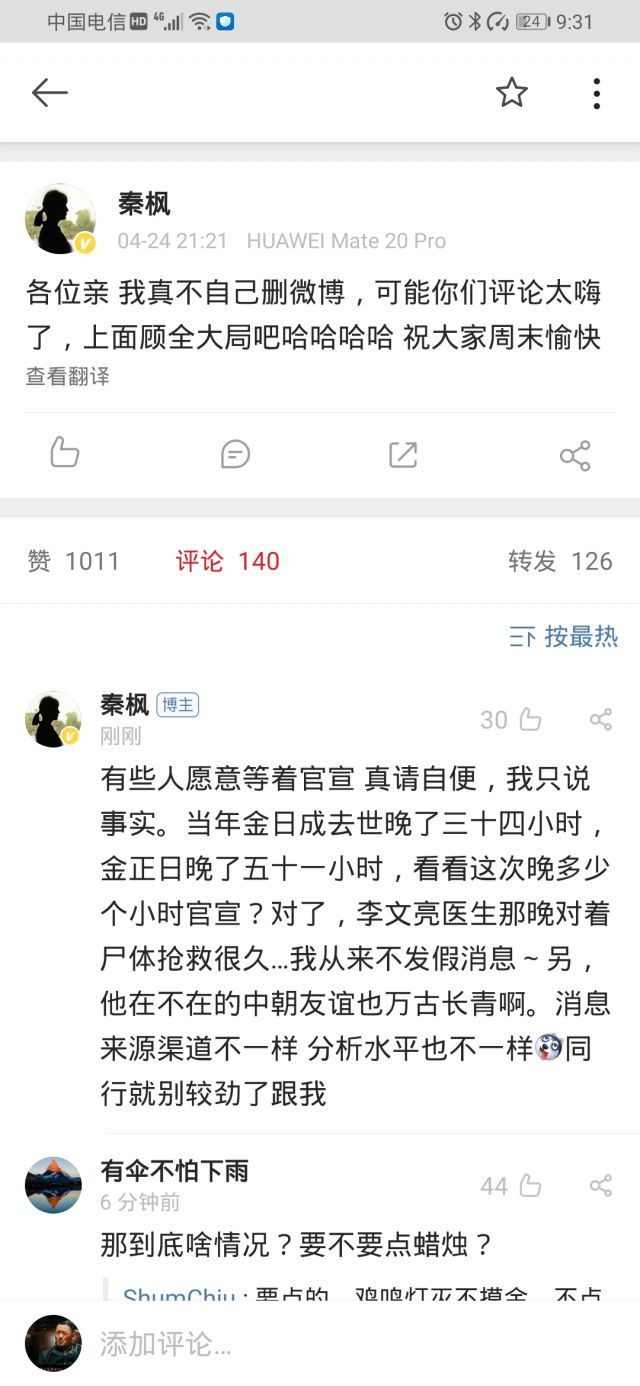 中国电信 HD 4G 24 9:31
秦枫
04-24 21:21 HUAWEI Mate 20 Pro
各位亲 我真不自己删微博，可能你们评论太嗨
了，上面顾全大局吧哈哈哈哈 祝大家周末愉快
查看翻译
赞 1011 评论 140 转发 126
按最热
秦枫 博主
刚刚
30
有些人愿意等着官宣 真请自便，我只说
事实。当年金日成去世晚了三十四小时，
金正日晚了五十一小时，看看这次晚多少
个小时官宣？对了，李文亮医生那晚对着
尸体抢救很久...我从来不发假消息～另，
他在不在的中朝友谊也万古长青啊。消息
来源渠道不一样 分析水平也不一样同
行就别较劲了跟我
有伞不怕下雨
6 分钟前
44
那到底啥情况？要不要点蜡烛？
ShumChiu：要点的，鸡鸣灯灭不摸金，不点
添加评论...